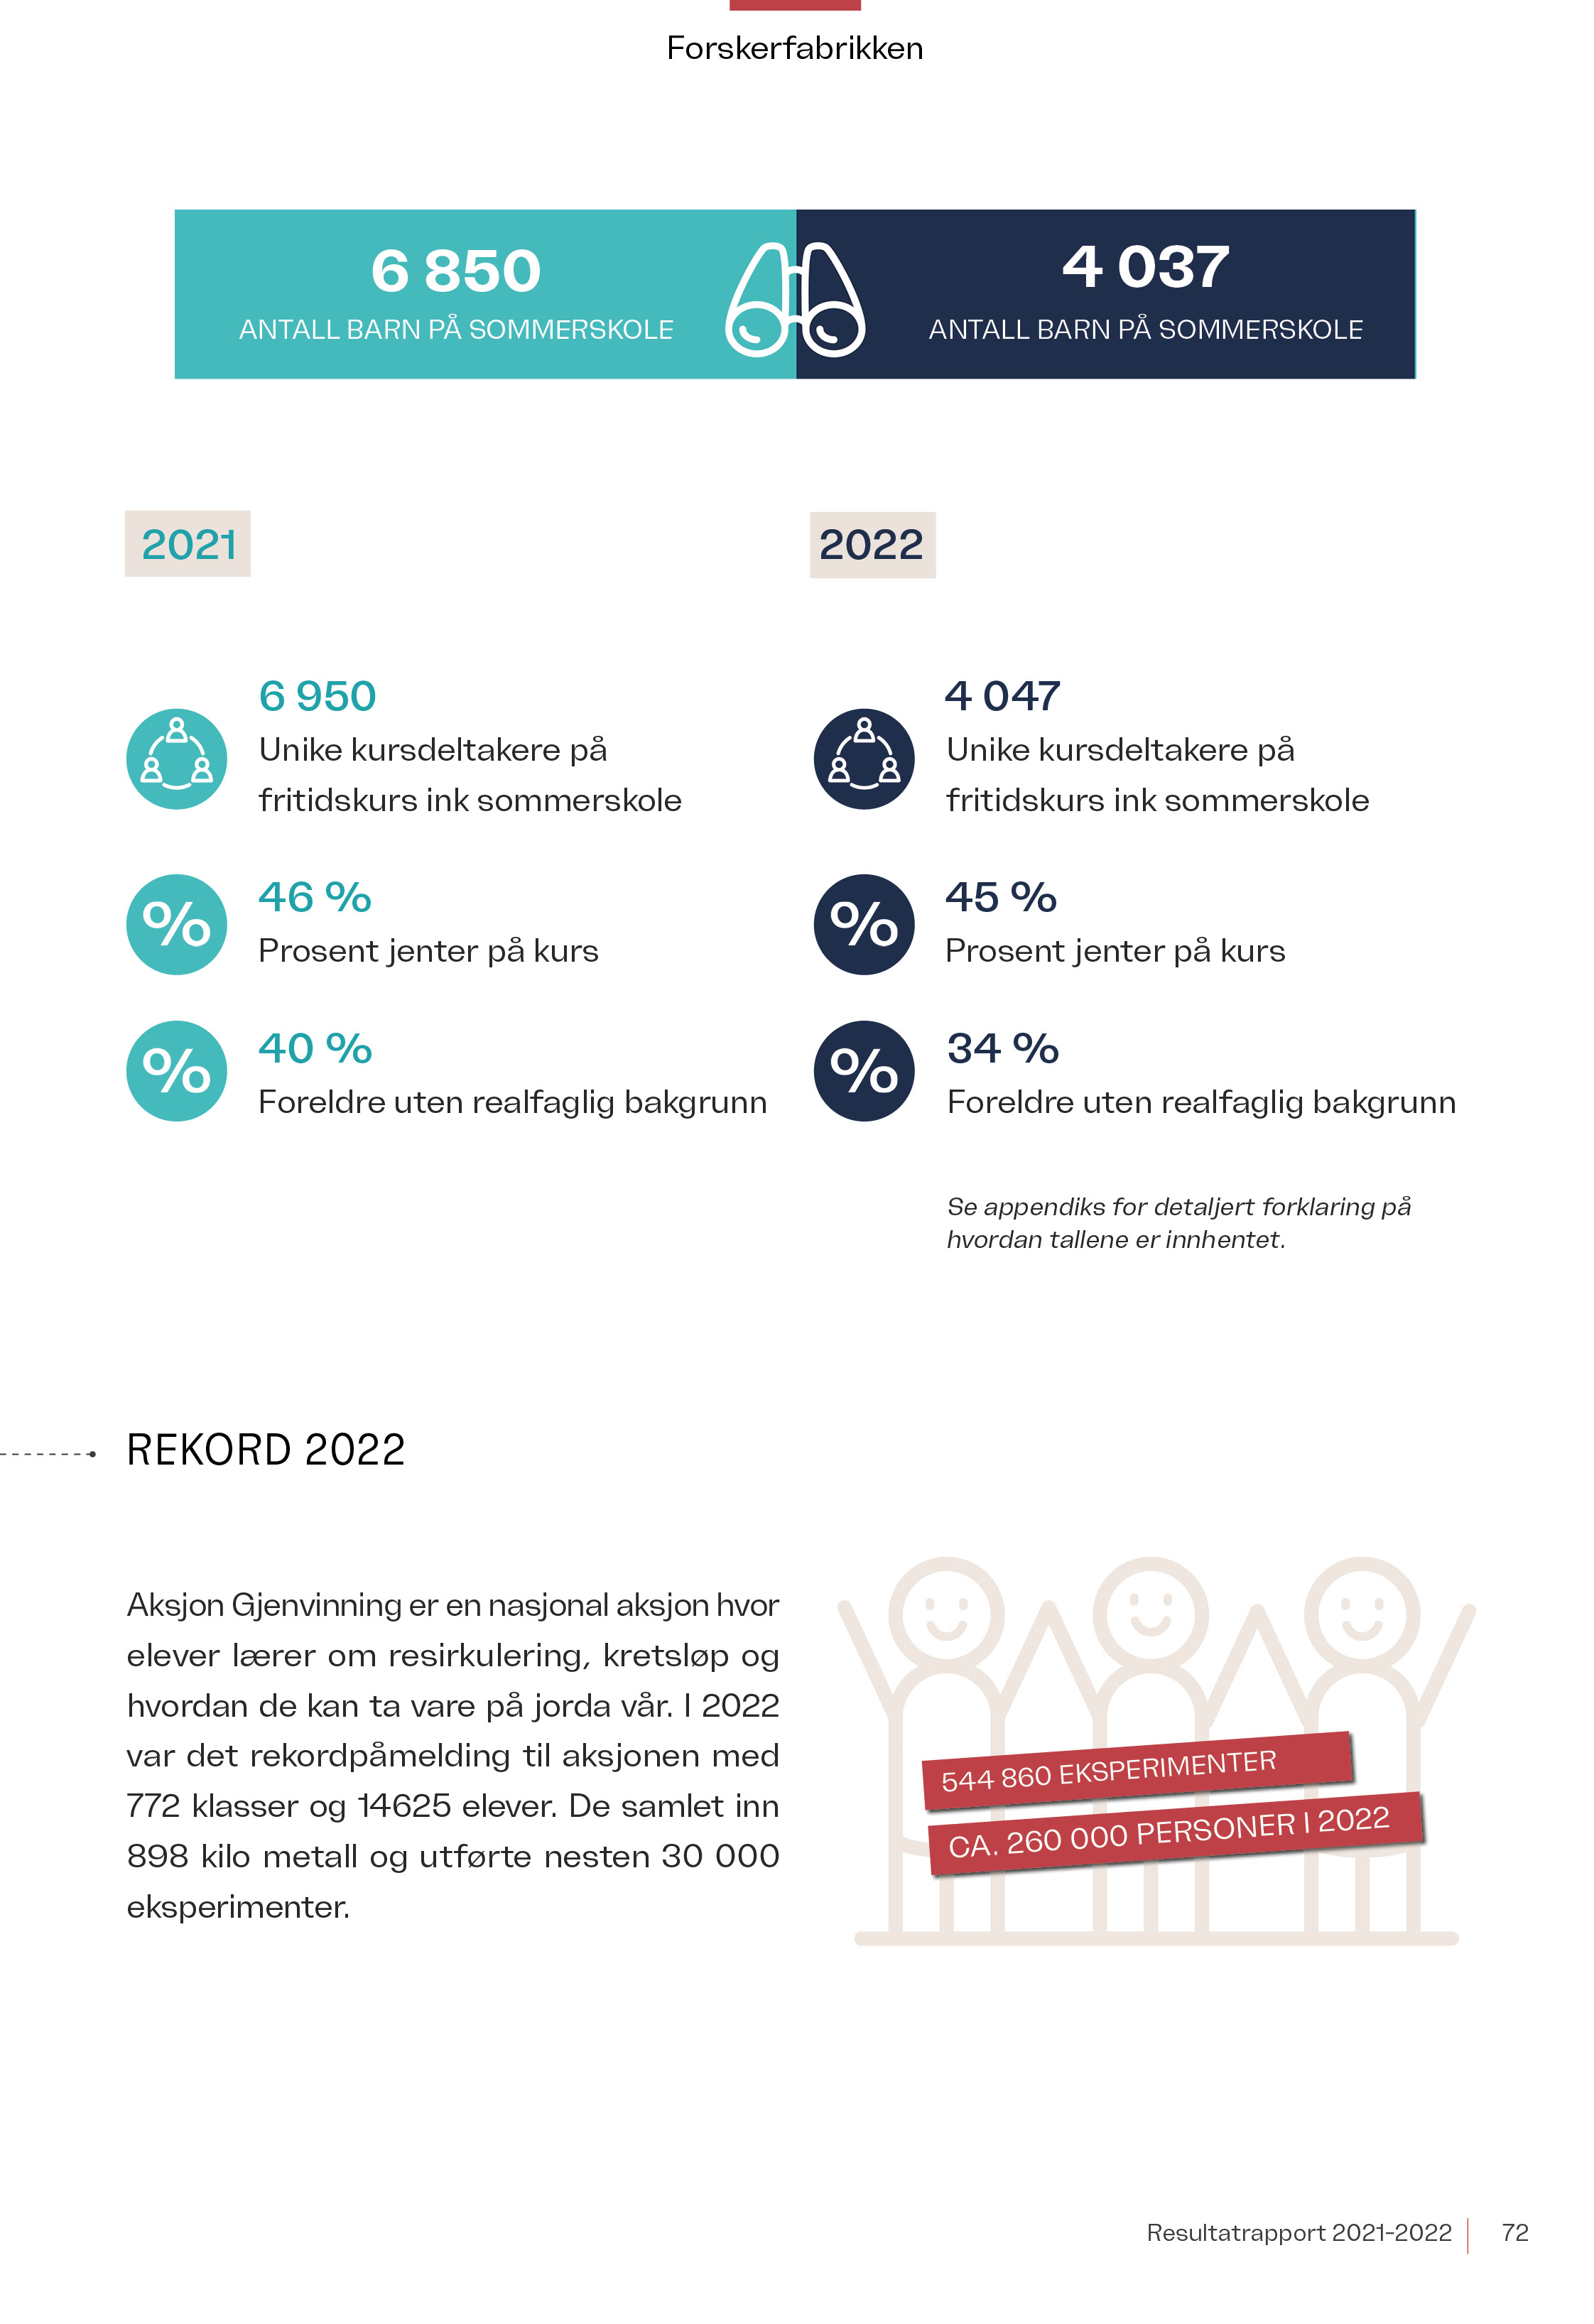 Forskerfabrikken
6 850
ANTALL BARN PÅ SOMMERSKOLE
4 037
ANTALL BARN PÅ SOMMERSKOLE
2021
6 950
Unike kursdeltakere på
fritidskurs ink sommerskole
%
46 %
Prosent jenter på kurs
%
40 %
Foreldre uten realfaglig bakgrunn
2022
4 047
Unike kursdeltakere på
fritidskurs ink sommerskole
%
45 %
Prosent jenter på kurs
%
34 %
Foreldre uten realfaglig bakgrunn
Se appendiks for detaljert forklaring på
hvordan tallene er innhentet.
REKORD 2022
Aksjon Gjenvinning er en nasjonal aksjon hvor
elever lærer om resirkulering, kretsløp og
hvordan de kan ta vare på jorda vår. I 2022
var det rekordpåmelding til aksjonen med
772 klasser og 14625 elever. De samlet inn
898 kilo metall og utførte nesten 30 000
eksperimenter.
544 860 EKSPERIMENTER
CA. 260 000 PERSONER I 2022
Resultatrapport 2021-2022
72